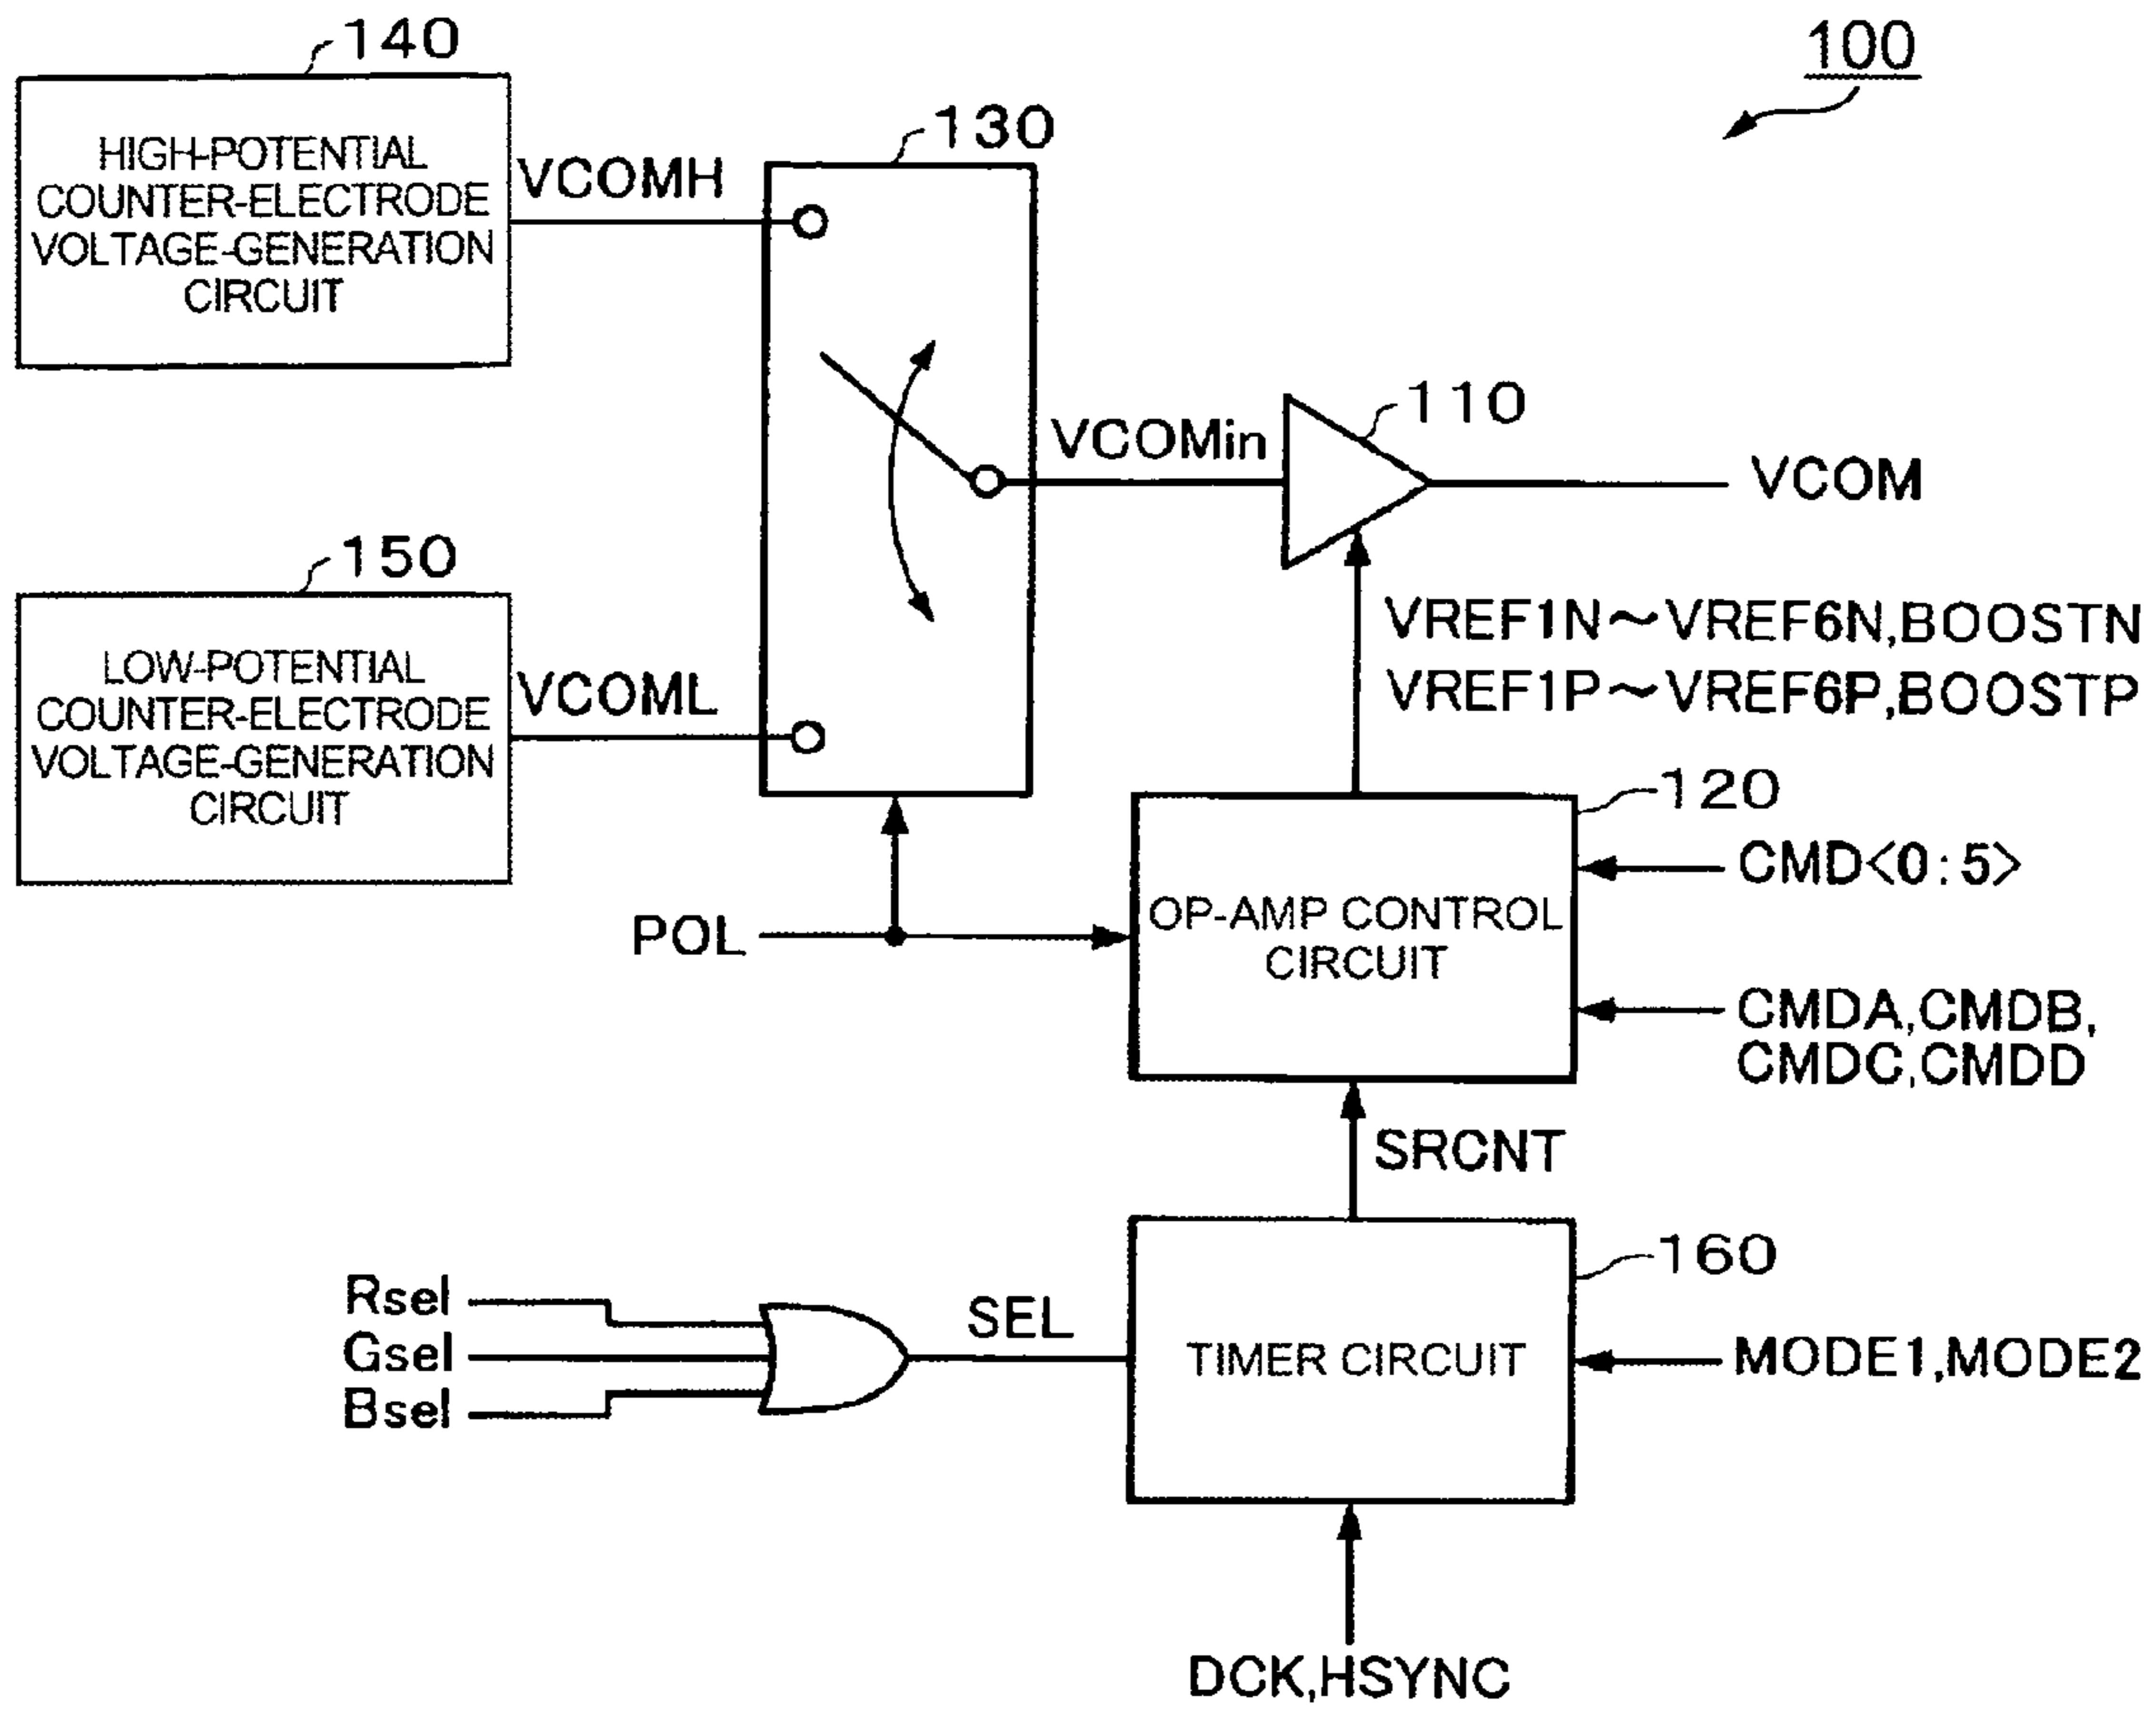 140
100
HIGH-POTENTIAL
COUNTER-ELECTRODE
VOLTAGE-GENERATION
CIRCUIT
VCOMH
130
110
VCOMin
VCOM
150
LOW-POTENTIAL
COUNTER-ELECTRODE
VOLTAGE-GENERATION
CIRCUIT
VCOML
VREF1N~VREF6N,BOOSTN
VREF1P~VREF6P,BOOSTP
120
CMD<0:5>
POL
OP-AMP CONTROL
CIRCUIT
CMDA,CMDB,
CMDC,CMDD
SRCNT
160
Rsel
Gsel
Bsel
SEL
TIMER CIRCUIT
MODE1,MODE2
DCK,HSYNC